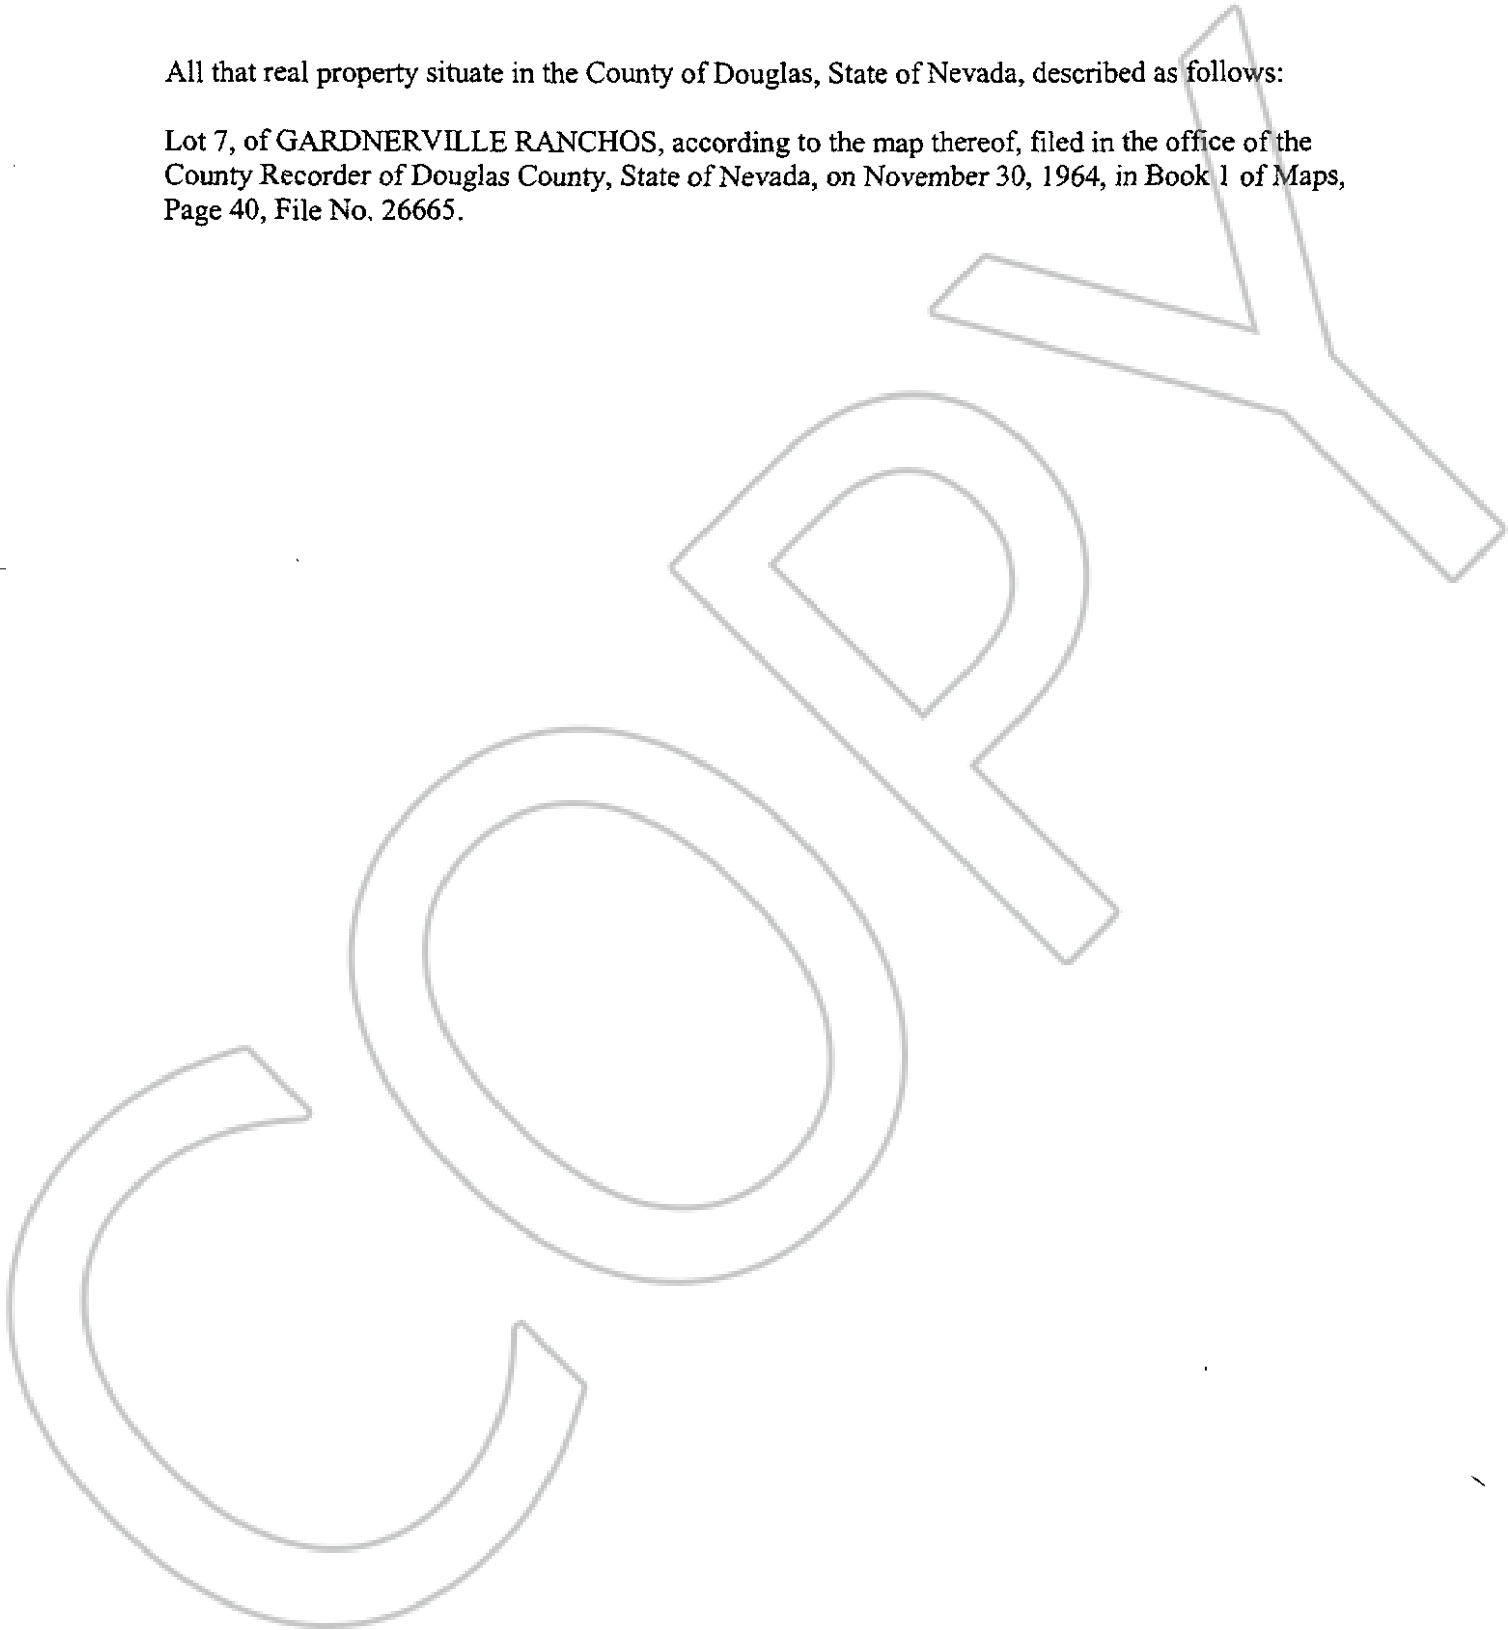 All that real property situate in the County of Douglas, State of Nevada, described as follows:
Lot 7, of GARDNERVILLE RANCHOS, according to the map thereof, filed in the office of the
County Recorder of Douglas County, State of Nevada, on November 30, 1964, in Book 1 of Maps,
Page 40, File No. 26665.
COPY